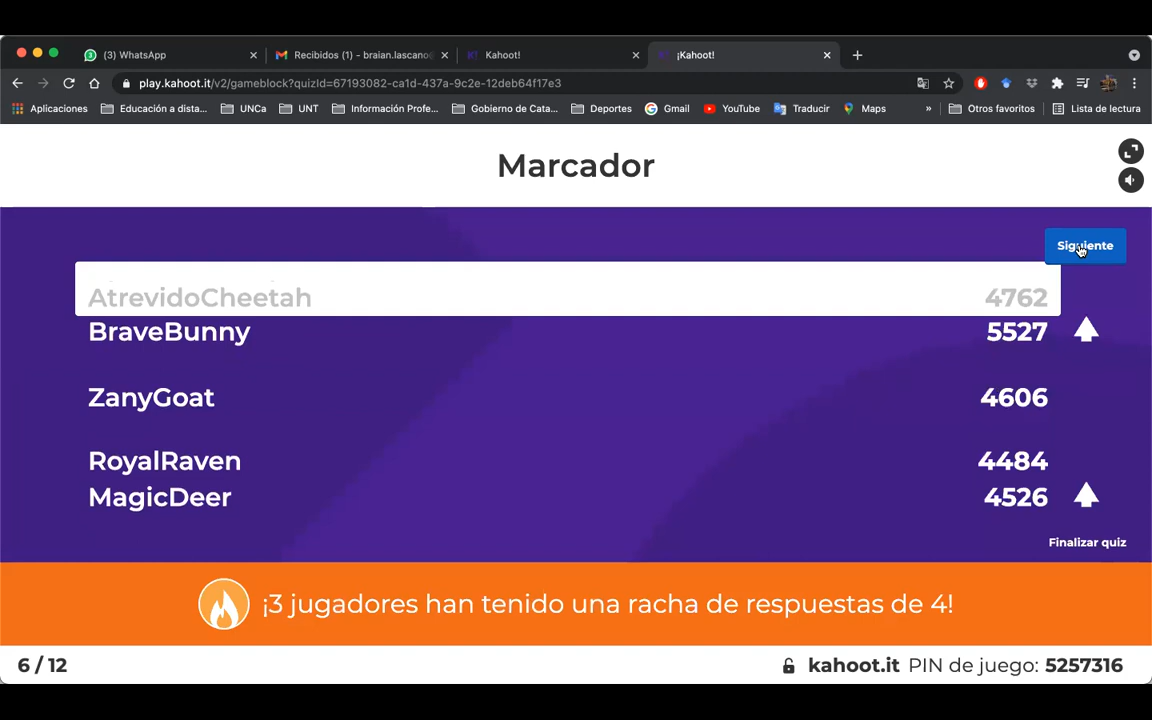 (3) WhatsApp
Recibidos (1) – braian.lascano
Kahoot!
¡Kahoot!
play.kahoot.it/v2/gameblock?quizId=67193082-ca1d-437a-9c2e-12deb64f17e3
Aplicaciones
Educación a dista...
UNCa
UNT
Información Profe...
Gobierno de Cata...
Deportes
Gmail
YouTube
Traducir
Maps
»
Otros favoritos
Lista de lectura
Marcador
Siguiente
AtrevidoCheetah 4762
BraveBunny 5527
ZanyGoat 4606
RoyalRaven 4484
MagicDeer 4526
Finalizar quiz
¡3 jugadores han tenido una racha de respuestas de 4!
6 / 12
kahoot.it PIN de juego: 5257316